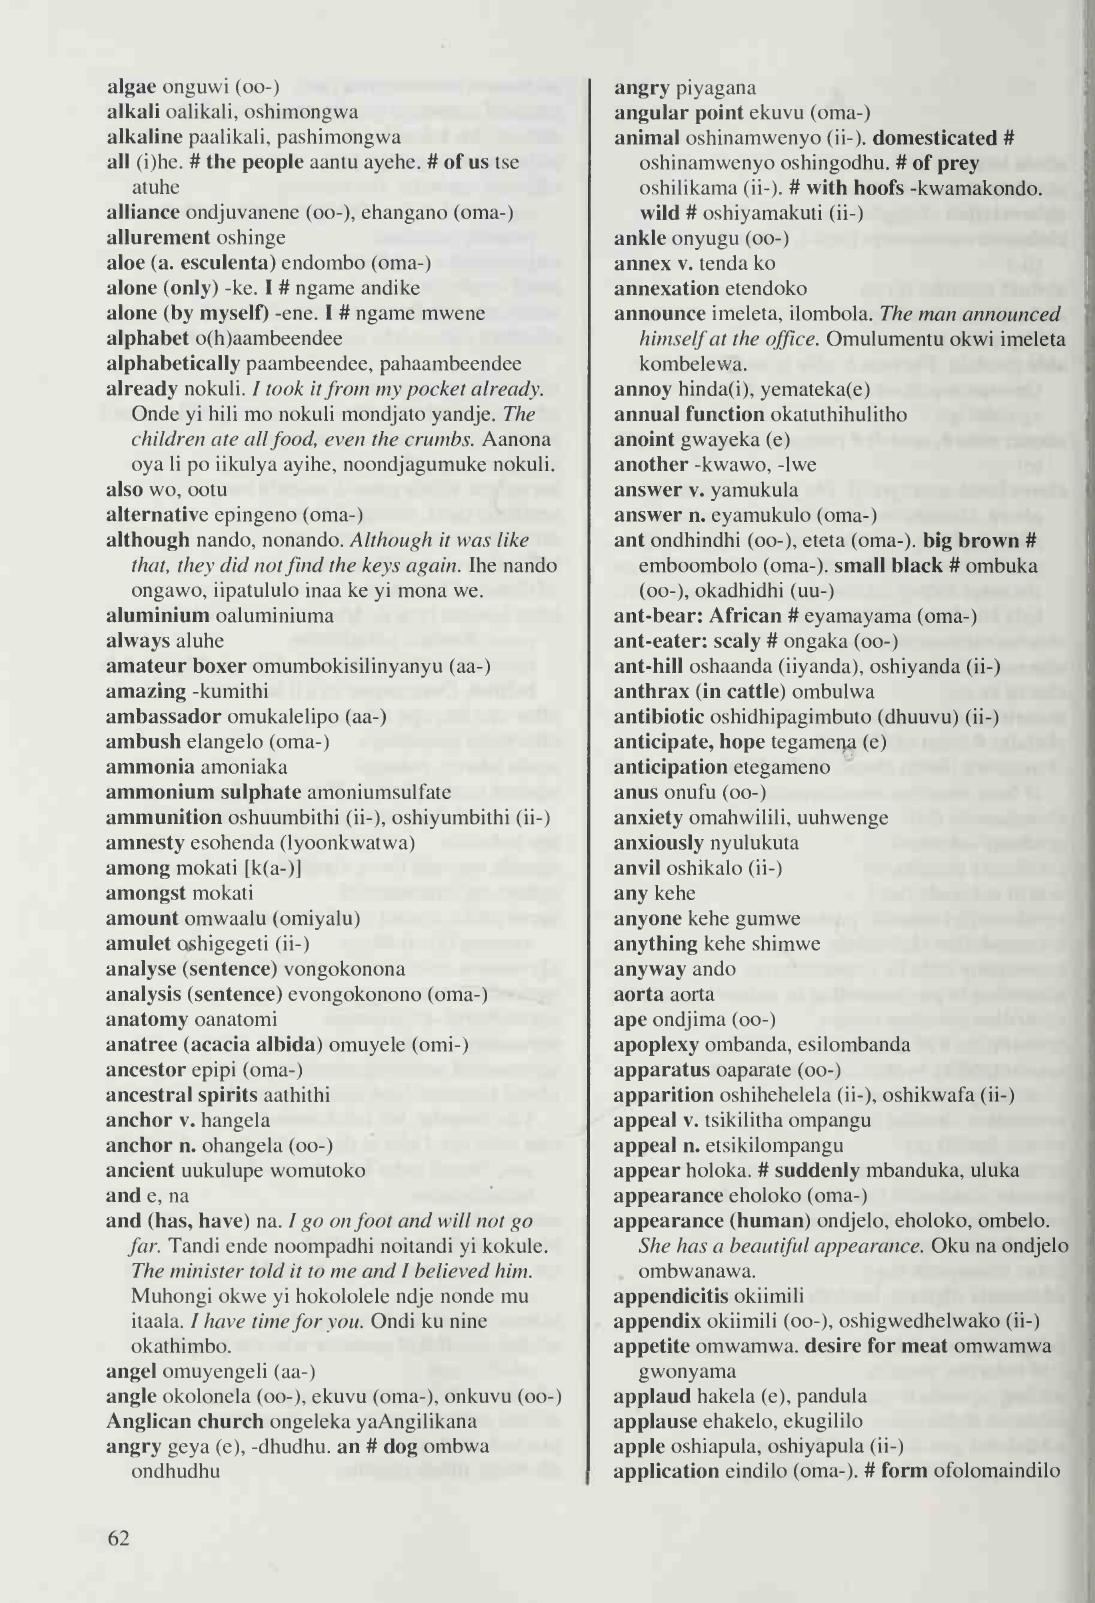 algae onguwi (oo-)
alkali oalikali, oshimongwa
alkaline paalikali, pashimongwa
all (i)he. # the people aantu ayehe. # of us tse
atuhe
alliance ondjuvanene (oo-), ehangano (oma-)
allurement oshinge
aloe (a. esculenta) endombo (oma-)
alone (only) -ke. I # ngame andike
alone (by myself) -ene. I # ngame mwene
alphabet o(h)aambeendee
alphabetically paambeendee, pahaambeendee
already nokuli. I took it from my pocket already.
Onde yi hili mo nokuli mondjato yandje. The
children ate all food, even the crumbs. Aanona
oya li po iikulya ayihe, noondjagumuke nokuli.
also wo, ootu
alternative epingeno (oma-)
although nando, nonando. Although it was like
that, they did not find the keys again. Ihe nando
ongawo, iipatululo inaa ke yi mona we.
aluminium oaluminiuma
always aluhe
amateur boxer omumbokisilinyanyu (aa-)
amazing -kumithi
ambassador omukalelipo (aa-)
ambush elangelo (oma-)
ammonia amoniaka
ammonium sulphate amoniumsulfate
ammunition oshuumbithi (ii-), oshiyumbithi (ii-)
amnesty esohenda (lyoonkwatwa)
among mokati [k(a-)]
amongst mokati
amount omwaalu (omiyalu)
amulet oshigegeti (ii-)
analyse (sentence) vongokonona
analysis (sentence) evongokonono (oma-)
anatomy oanatomi
anatree (acacia albida) omuyele (omi-)
ancestor epipi (oma-)
ancestral spirits aathithi
anchor v. hangela
anchor n. ohangela (oo-)
ancient uukulupe womutoko
and e, na
and (has, have) na. I go on foot and will not go
far. Tandi ende noompadhi noitandi yi kokule.
The minister told it to me and I believed him.
Muhongi okwe yi hokololele ndje nonde mu
itaala. I have time for you. Ondi ku nine
okathimbo.
angel omuyengeli (aa-)
angle okolonela (oo-), ekuvu (oma-), onkuvu (oo-)
Anglican church ongeleka yaAngilikana
angry geya (e), -dhudhu. an # dog ombwa
ondhudhu
angry piyagana
angular point ekuvu (oma-)
animal oshinamwenyo (ii-). domesticated #
oshinamwenyo oshingodhu. # of prey
oshilikama (ii-). # with hoofs -kwamakondo.
wild # oshiyamakuti (ii-)
ankle onyugu (oo-)
annex v. tenda ko
annexation etendoko
announce imeleta, ilombola. The man announced
himself at the office. Omulumentu okwi imeleta
kombelewa.
annoy hinda(i), yemateka(e)
annual function okatuthihulitho
anoint gwayeka (e)
another -kwawo, -lwe
answer v. yamukula
answer n. eyamukulo (oma-)
ant ondhindhi (oo-), eteta (oma-). big brown #
emboombolo (oma-). small black # ombuka
(oo-), okadhidhi (uu-)
ant-bear: African # eyamayama (oma-)
ant-eater: scaly # ongaka (oo-)
ant-hill oshaanda (iiyanda), oshiyanda (ii-)
anthrax (in cattle) ombulwa
antibiotic oshidhipagimbuto (dhuuvu) (ii-)
anticipate, hope tegamena (e)
anticipation etegameno
anus onufu (oo-)
anxiety omahwilili, uuhwenge
anxiously nyulukuta
anvil oshikalo (ii-)
any kehe
anyone kehe gumwe
anything kehe shimwe
anyway ando
aorta aorta
ape ondjima (oo-)
apoplexy ombanda, esilombanda
apparatus oaparate (oo-)
apparition oshihehelela (ii-), oshikwafa (ii-)
appeal v. tsikilitha ompangu
appeal n. etsikilompangu
appear holoka. # suddenly mbanduka, uluka
appearance eholoko (oma-)
appearance (human) ondjelo, eholoko, ombelo.
She has a beautiful appearance. Oku na ondjelo
ombwanawa.
appendicitis okiimili
appendix okiimili (oo-), oshigwedhelwako (ii-)
appetite omwamwa. desire for meat omwamwa
gwonyama
applaud hakela (e), pandula
applause ehakelo, ekugililo
apple oshiapula, oshiyapula (ii-)
application eindilo (oma-). # form ofolomaindilo
62